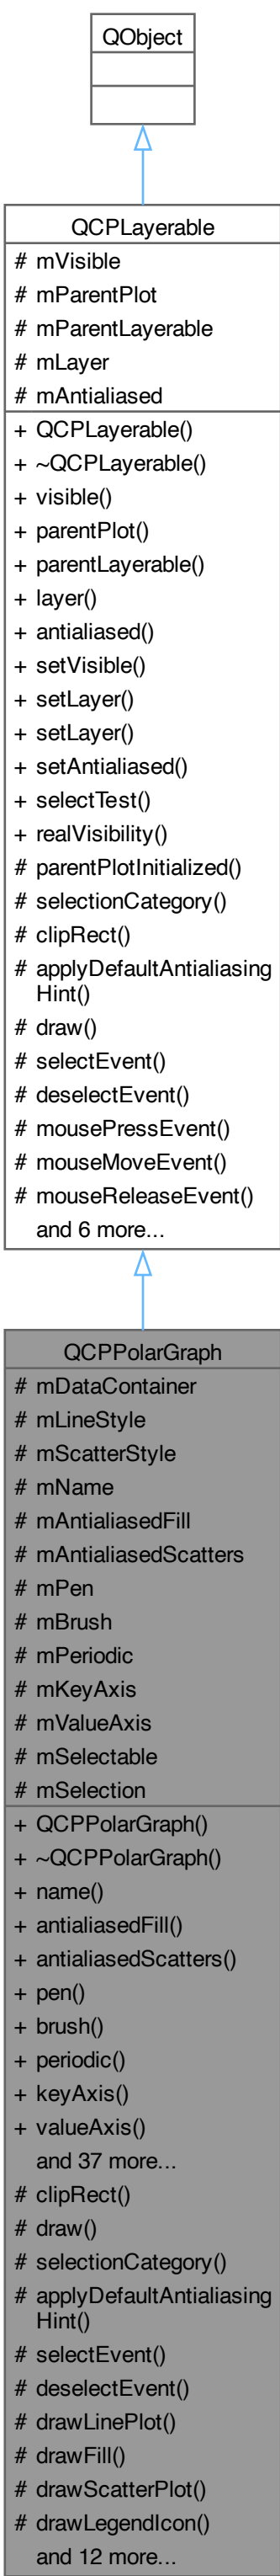 QObject
QCPLayerable
# mVisible
# mParentPlot
# mParentLayerable
# mLayer
# mAntialiased
+ QCPLayerable()
+ ~QCPLayerable()
+ visible()
+ parentPlot()
+ parentLayerable()
+ layer()
+ antialiased()
+ setVisible()
+ setLayer()
+ setLayer()
+ setAntialiased()
+ selectTest()
+ realVisibility()
# parentPlotInitialized()
# selectionCategory()
# clipRect()
# applyDefaultAntialiasing
Hint()
# draw()
# selectEvent()
# deselectEvent()
# mousePressEvent()
# mouseMoveEvent()
# mouseReleaseEvent()
and 6 more...
QCPPolarGraph
# mDataContainer
# mLineStyle
# mScatterStyle
# mName
# mAntialiasedFill
# mAntialiasedScatters
# mPen
# mBrush
# mPeriodic
# mKeyAxis
# mValueAxis
# mSelectable
# mSelection
+ QCPPolarGraph()
+ ~QCPPolarGraph()
+ name()
+ antialiasedFill()
+ antialiasedScatters()
+ pen()
+ brush()
+ periodic()
+ keyAxis()
+ valueAxis()
and 37 more...
# clipRect()
# draw()
# selectionCategory()
# applyDefaultAntialiasing
Hint()
# selectEvent()
# deselectEvent()
# drawLinePlot()
# drawFill()
# drawScatterPlot()
# drawLegendIcon()
and 12 more...